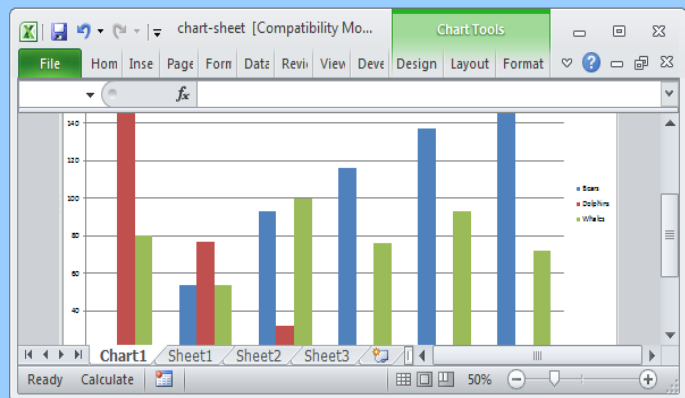 chart-sheet [Compatibility Mo... Chart Tools
File Hom Inse Page Forn Data Revi View Deve Design Layout Format
fx
140
120
100
80
60
40
Bears
Dolphins
Whales
Chart1 Sheet1 Sheet2 Sheet3
Ready Calculate 50%